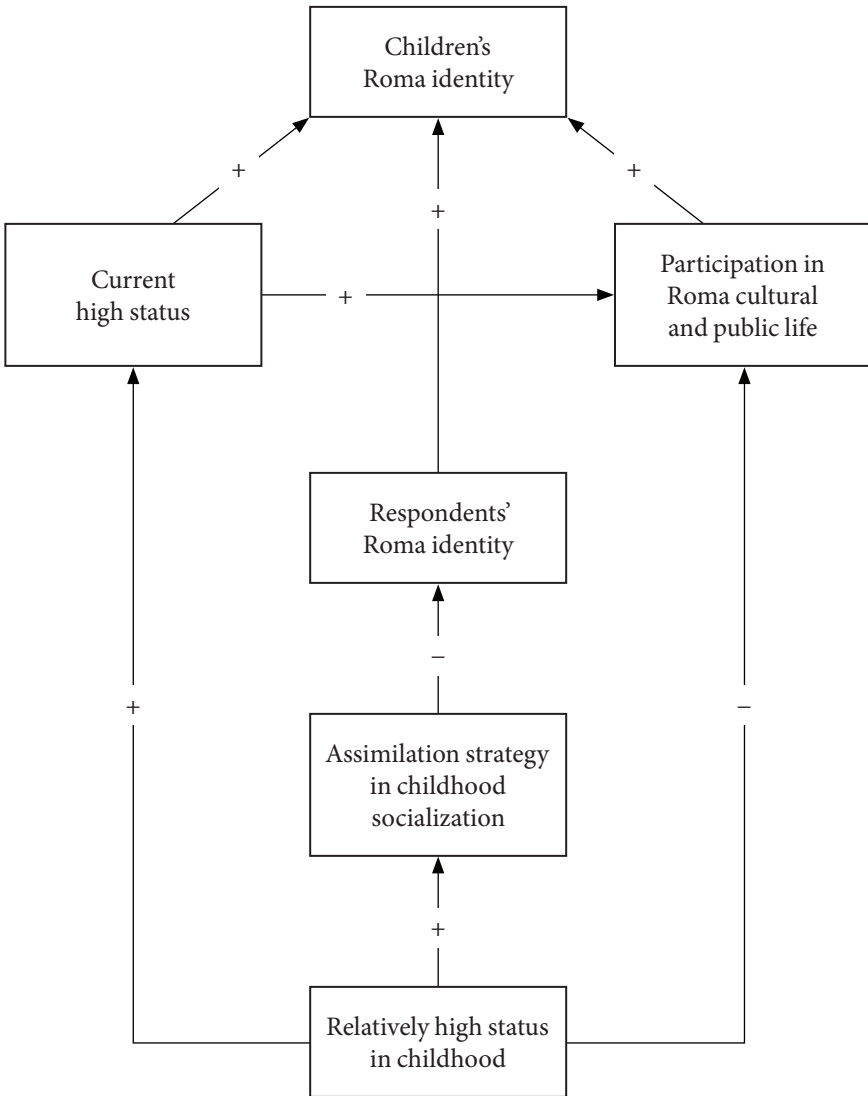 Children's
Roma identity
+
+
+
Current
high status
+
Participation in
Roma cultural
and public life
Respondents'
Roma identity
−
+
−
Assimilation strategy
in childhood
socialization
+
Relatively high status
in childhood